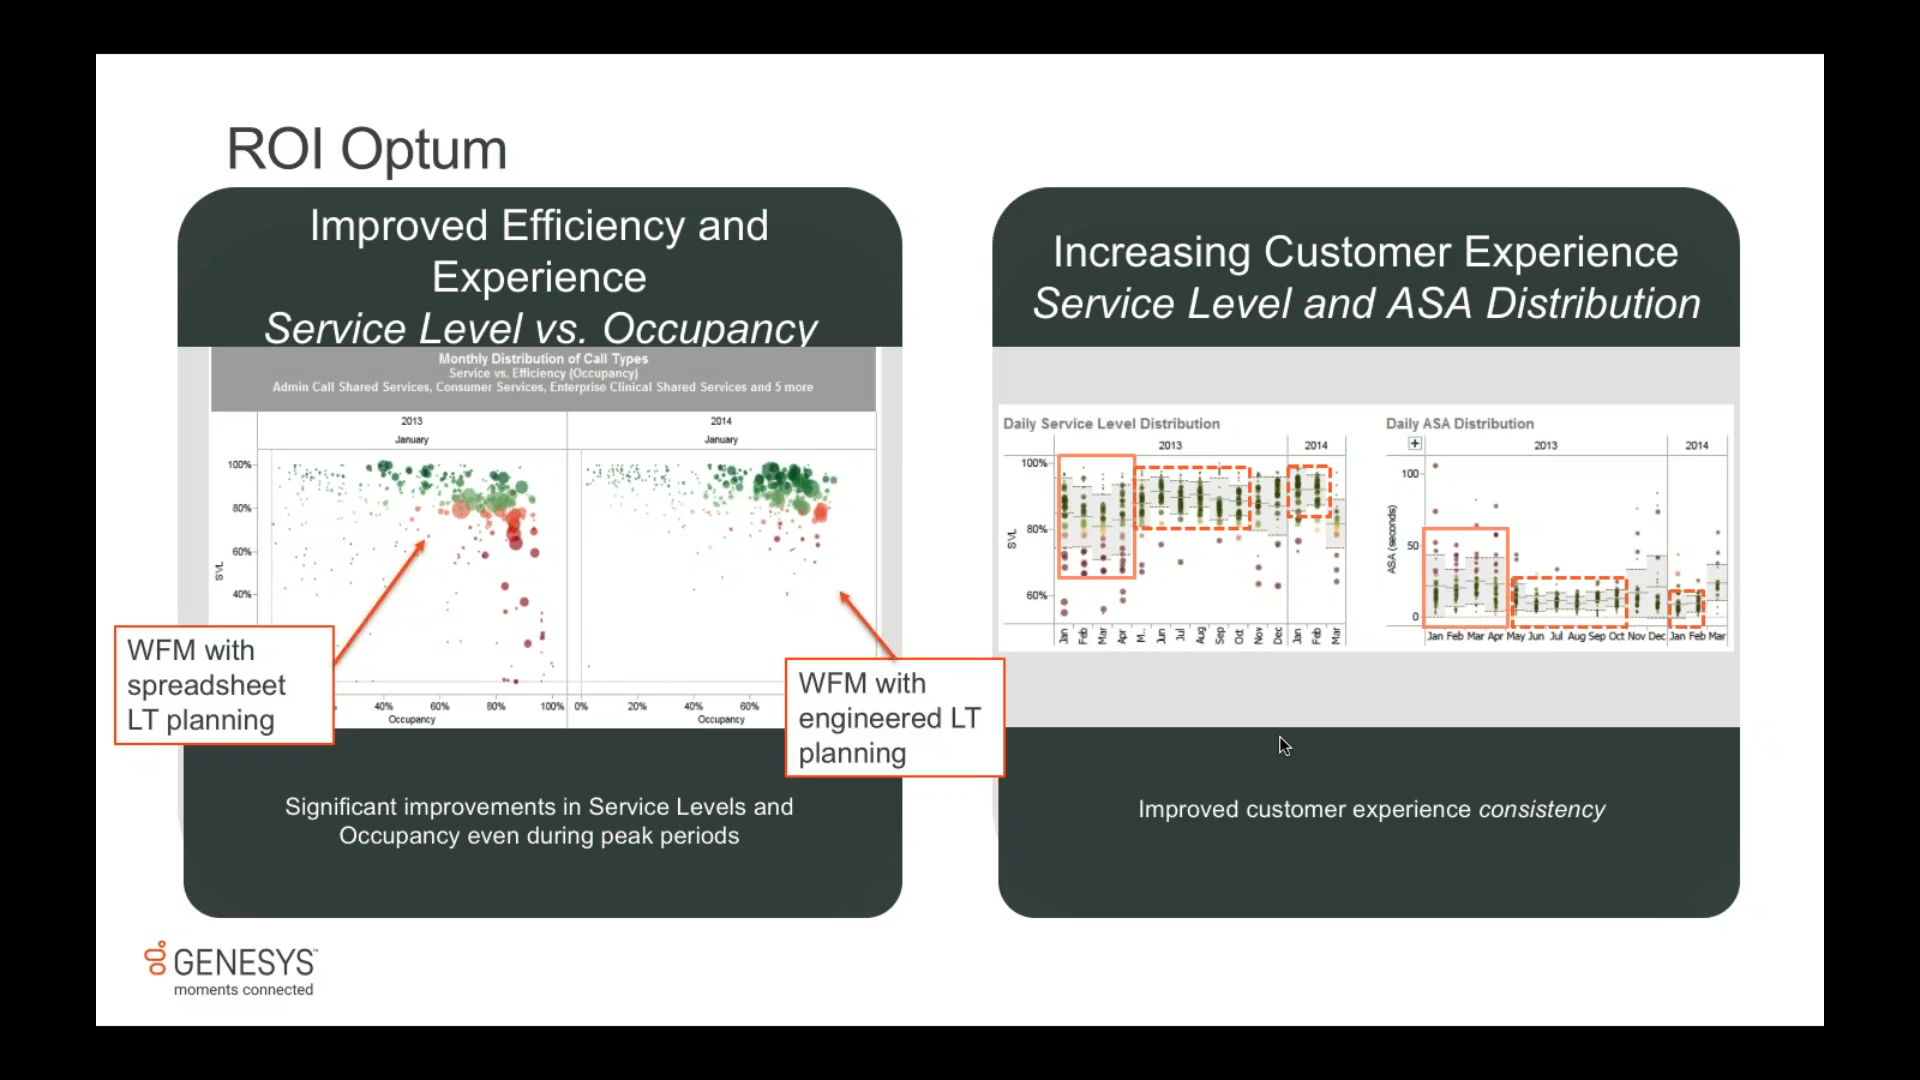 ROI Optum
Improved Efficiency and
Experience
Service Level vs. Occupancy
Monthly Distribution of Call Types
Service vs. Efficiency (Occupancy)
Admin Call Shared Services, Consumer Services, Enterprise Clinical Shared Services and 5 more
2013
2014
January
January
100%
80%
60%
40%
SVL
40%
60%
80%
100%
0%
20%
40%
60%
Occupancy
Occupancy
WFM with
spreadsheet
LT planning
WFM with
engineered LT
planning
Significant improvements in Service Levels and
Occupancy even during peak periods
Increasing Customer Experience
Service Level and ASA Distribution
Daily Service Level Distribution
2013
2014
100%
80%
60%
SVL
Jan Feb Mar Apr M.. Jun Jul Aug Sep Oct Nov Dec Jan Feb Mar
Daily ASA Distribution
2013
2014
100
50
0
ASA (seconds)
Jan Feb Mar Apr May Jun Jul Aug Sep Oct Nov Dec Jan Feb Mar
Improved customer experience consistency
GENESYS™
moments connected